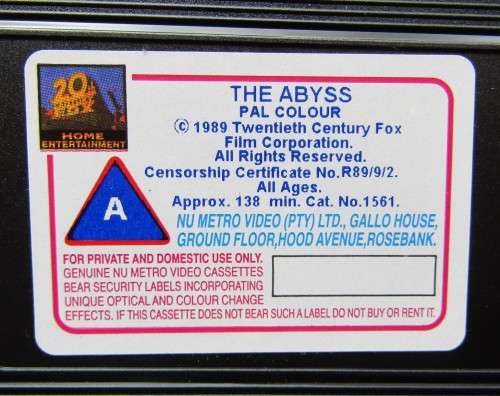 20
TH
CENTURY
FOX
HOME
ENTERTAINMENT
THE ABYSS
PAL COLOUR
© 1989 Twentieth Century Fox
Film Corporation.
All Rights Reserved.
Censorship Certificate No.R89/9/2.
All Ages.
Approx. 138 min. Cat. No.1561.
A
NU METRO VIDEO (PTY) LTD., GALLO HOUSE,
GROUND FLOOR,HOOD AVENUE,ROSEBANK.
FOR PRIVATE AND DOMESTIC USE ONLY.
GENUINE NU METRO VIDEO CASSETTES
BEAR SECURITY LABELS INCORPORATING
UNIQUE OPTICAL AND COLOUR CHANGE
EFFECTS. IF THIS CASSETTE DOES NOT BEAR SUCH A LABEL DO NOT BUY OR RENT IT.